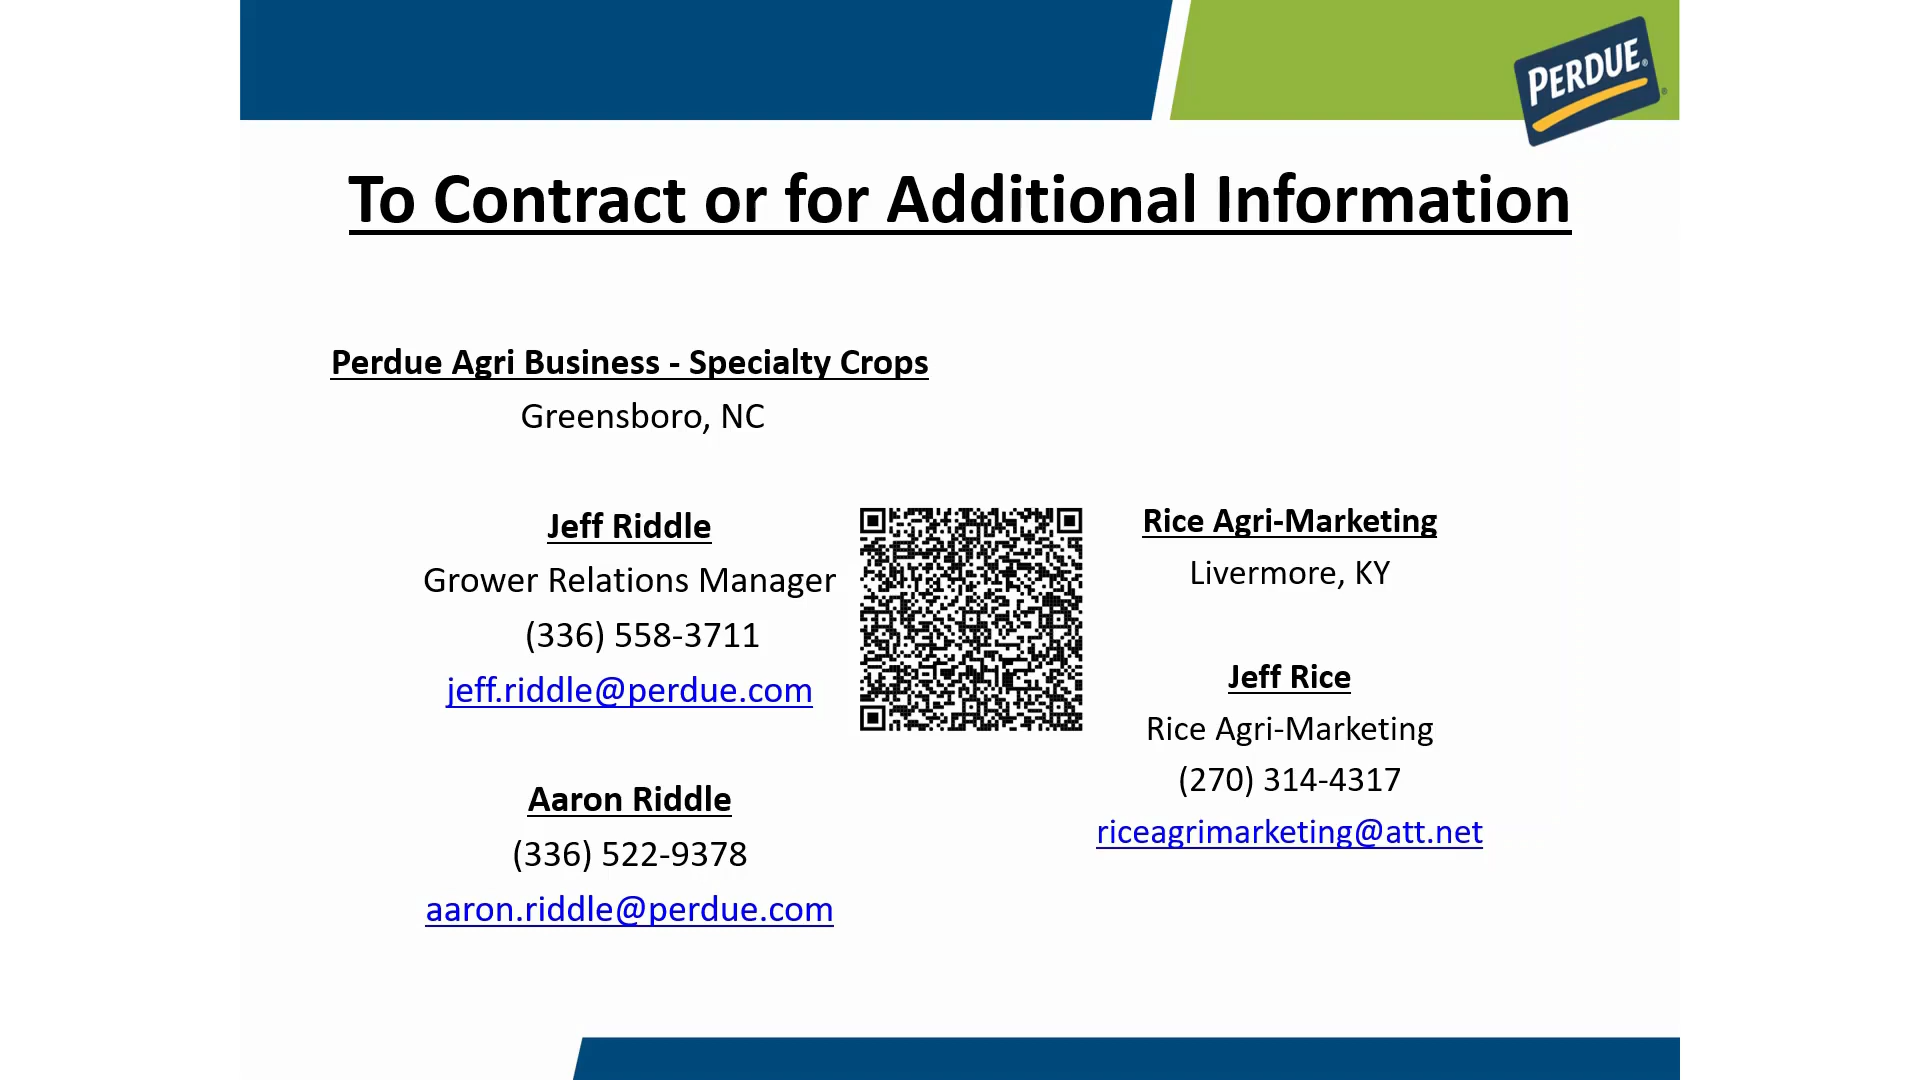 PERDUE®
To Contract or for Additional Information
Perdue Agri Business - Specialty Crops
Greensboro, NC
Jeff Riddle
Grower Relations Manager
(336) 558-3711
jeff.riddle@perdue.com
Aaron Riddle
(336) 522-9378
aaron.riddle@perdue.com
Rice Agri-Marketing
Livermore, KY
Jeff Rice
Rice Agri-Marketing
(270) 314-4317
riceagrimarketing@att.net